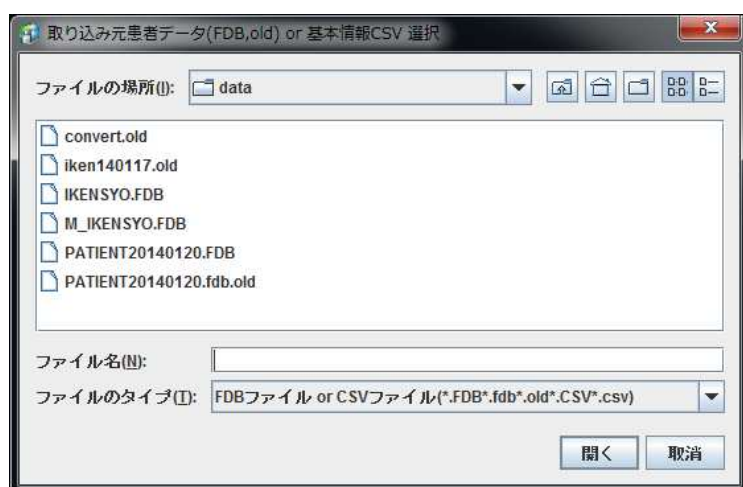 取り込み元患者データ(FDB,old) or 基本情報CSV 選択
ファイルの場所(I): data
convert.old
iken140117.old
IKENSYO.FDB
M_IKENSYO.FDB
PATIENT20140120.FDB
PATIENT20140120.fdb.old
ファイル名(N):
ファイルのタイプ(T): FDBファイル or CSVファイル(*.FDB*.fdb*.old*.CSV*.csv)
開く 取消